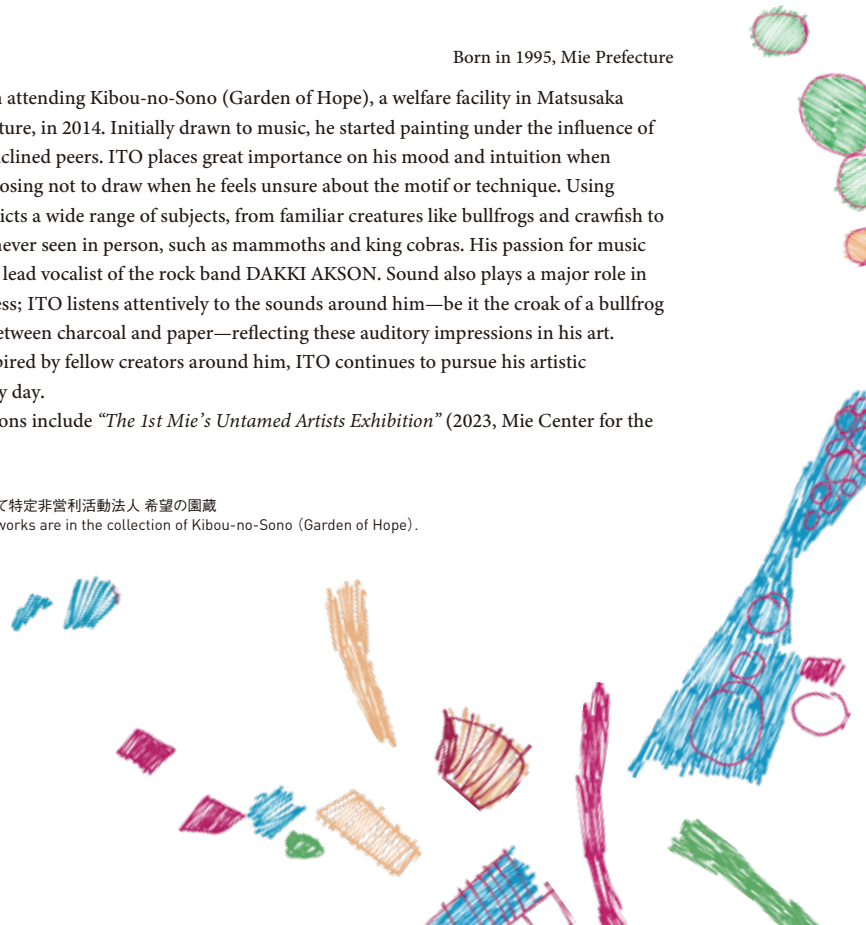 Born in 1995, Mie Prefecture
attending Kibou-no-Sono (Garden of Hope), a welfare facility in Matsusaka
ture, in 2014. Initially drawn to music, he started painting under the influence of
clined peers. ITO places great importance on his mood and intuition when
osing not to draw when he feels unsure about the motif or technique. Using
icts a wide range of subjects, from familiar creatures like bullfrogs and crawfish to
never seen in person, such as mammoths and king cobras. His passion for music
lead vocalist of the rock band DAKKI AKSON. Sound also plays a major role in
ess; ITO listens attentively to the sounds around him—be it the croak of a bullfrog
etween charcoal and paper—reflecting these auditory impressions in his art.
pired by fellow creators around him, ITO continues to pursue his artistic
y day.
ons include “The 1st Mie’s Untamed Artists Exhibition” (2023, Mie Center for the
て特定非営利活動法人 希望の園蔵
works are in the collection of Kibou-no-Sono (Garden of Hope).